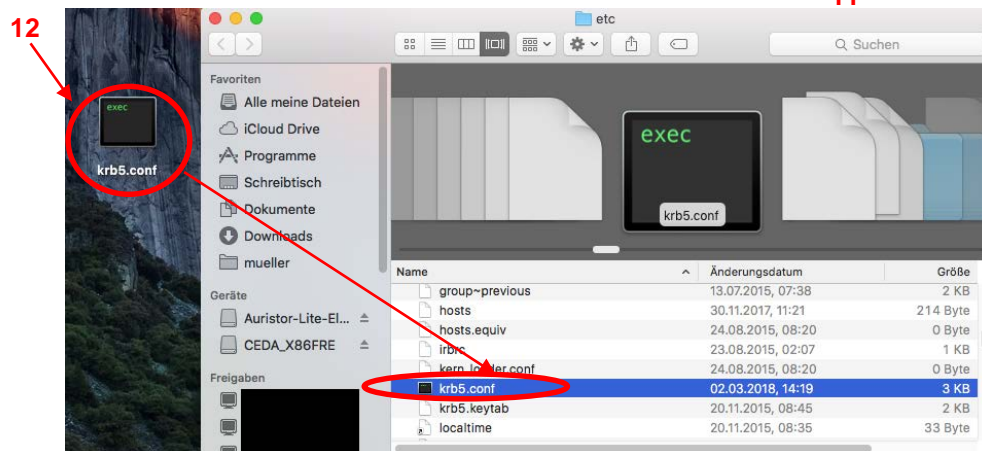 12
etc
Suchen
exec
krb5.conf
Favoriten
Alle meine Dateien
iCloud Drive
Programme
Schreibtisch
Dokumente
Downloads
mueller
Geräte
Auristor-Lite-El...
CEDA_X86FRE
Freigaben
exec
krb5.conf
Name Änderungsdatum Größe
group~previous 13.07.2015, 07:38 2 KB
hosts 30.11.2017, 11:21 214 Byte
hosts.equiv 24.08.2015, 08:20 0 Byte
irbrc 23.08.2015, 02:07 1 KB
kern_loader.conf 24.08.2015, 08:20 0 Byte
krb5.conf 02.03.2018, 14:19 3 KB
krb5.keytab 20.11.2015, 08:45 2 KB
localtime 20.11.2015, 08:35 33 Byte